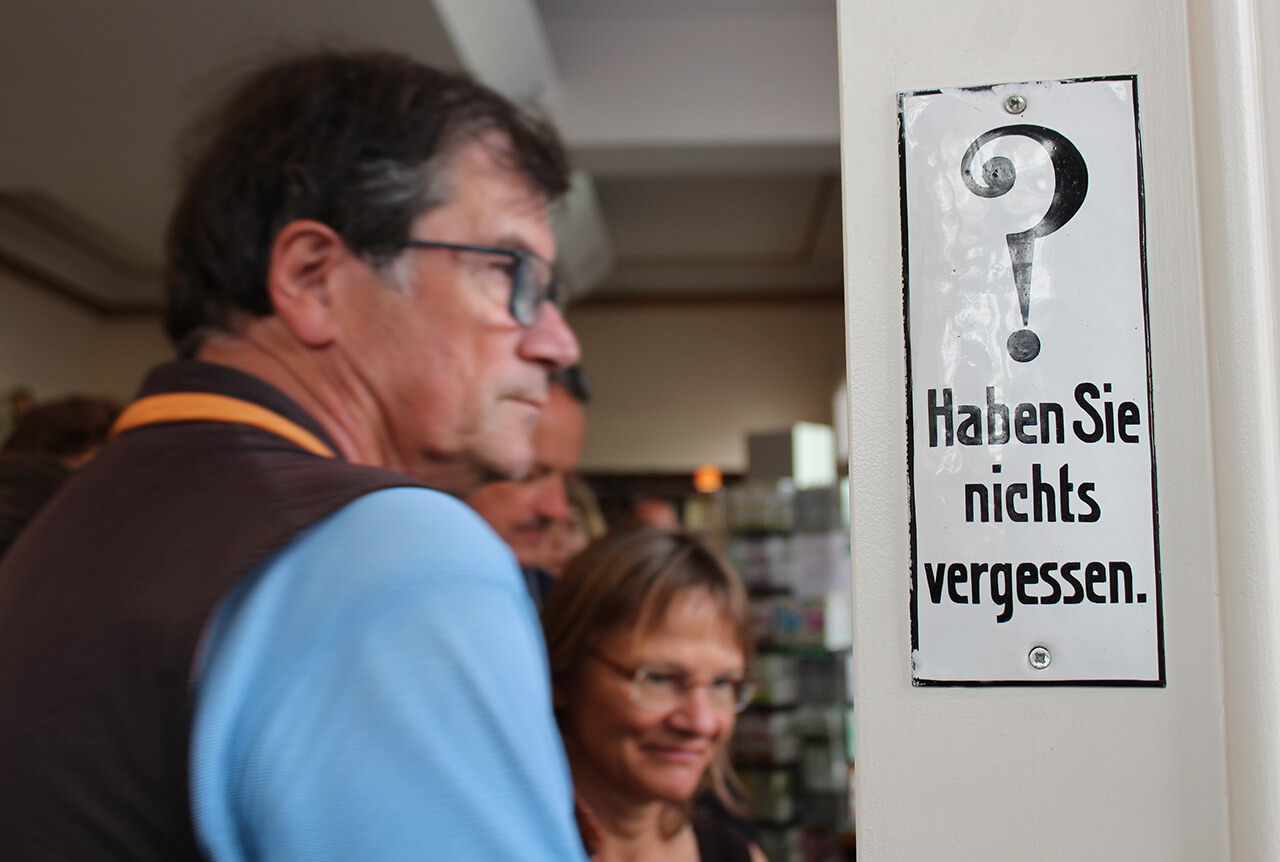 ?
Haben Sie
nichts
vergessen.